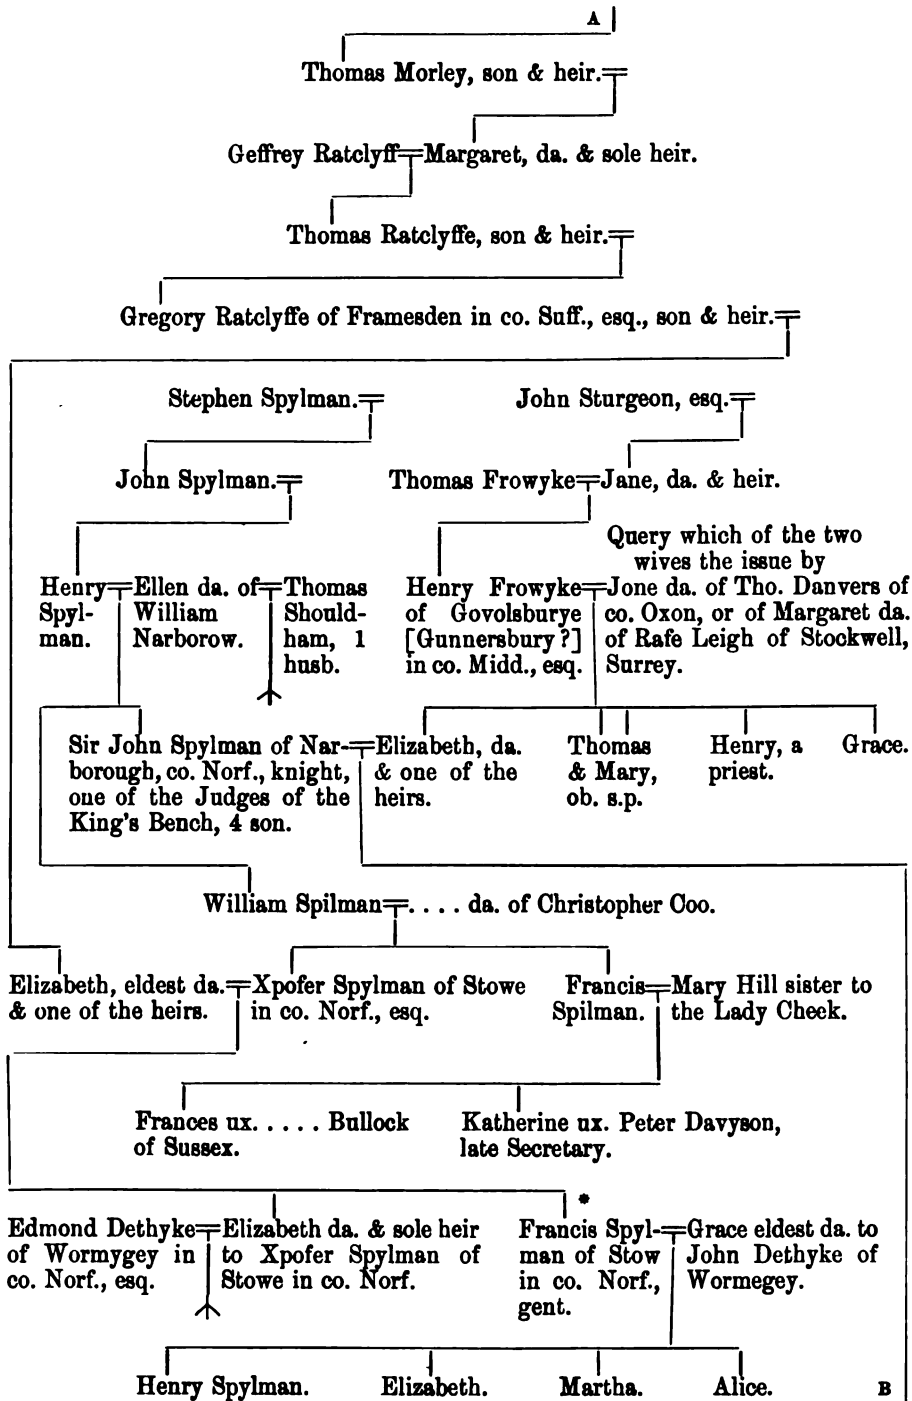 A
Thomas Morley, son & heir.
Geffrey Ratclyff Margaret, da. & sole heir.
Thomas Ratclyffe, son & heir.
Gregory Ratclyffe of Framesden in co. Suff., esq., son & heir.
Stephen Spylman.
John Sturgeon, esq.
John Spylman.
Thomas Frowyke Jane, da. & heir.
Query which of the two
wives the issue by
Henry
Spyl-
man.
Ellen da. of
William
Narborow.
Thomas
Should-
ham, 1
husb.
Henry Frowyke
of Govolsburye
[Gunnersbury?]
in co. Midd., esq.
Jone da. of Tho. Danvers of
co. Oxon, or of Margaret da.
of Rafe Leigh of Stockwell,
Surrey.
Sir John Spylman of Nar-
borough, co. Norf., knight,
one of the Judges of the
King's Bench, 4 son.
Elizabeth, da.
& one of the
heirs.
Thomas
& Mary,
ob. s.p.
Henry, a
priest.
Grace.
William Spilman . . . . da. of Christopher Coo.
Elizabeth, eldest da.
& one of the heirs.
Xpofer Spylman of Stowe
in co. Norf., esq.
Francis
Spilman.
Mary Hill sister to
the Lady Cheek.
Frances ux. . . . . . Bullock
of Sussex.
Katherine ux. Peter Davyson,
late Secretary.
*
Edmond Dethyke
of Wormygey in
co. Norf., esq.
Elizabeth da. & sole heir
to Xpofer Spylman of
Stowe in co. Norf.
Francis Spyl-
man of Stow
in co. Norf.,
gent.
Grace eldest da. to
John Dethyke of
Wormegey.
Henry Spylman.
Elizabeth.
Martha.
Alice.
B